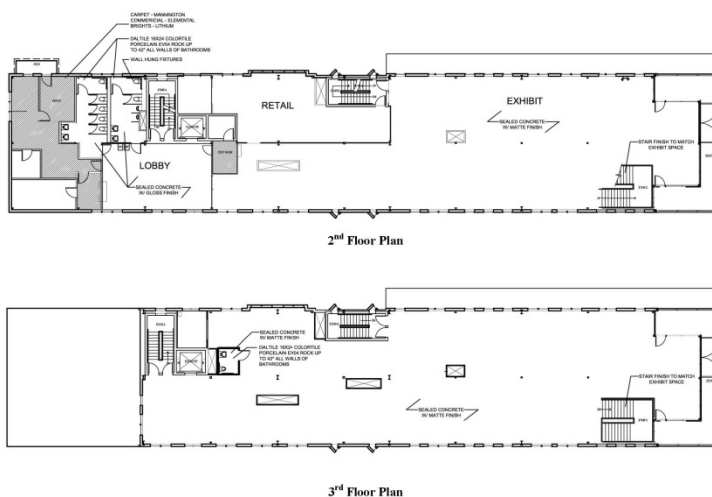 CARPET - MANNINGTON
COMMERICIAL - ELEMENTAL
BRIGHTS - LITHIUM
DALTILE 18X24 COLORTILE
PORCELAIN EV04 ROCK UP
TO 42" ALL WALLS OF BATHROOMS
WALL HUNG FIXTURES
RETAIL
EXHIBIT
SEALED CONCRETE
W/ MATTE FINISH
LOBBY
STAIR FINISH TO MATCH
EXHIBIT SPACE
SEALED CONCRETE
W/ GLOSS FINISH
2nd Floor Plan
SEALED CONCRETE
W/ MATTE FINISH
DALTILE 18X24 COLORTILE
PORCELAIN EV04 ROCK UP
TO 42" ALL WALLS OF
BATHROOMS
STAIR FINISH TO MATCH
EXHIBIT SPACE
SEALED CONCRETE
W/ MATTE FINISH
3rd Floor Plan